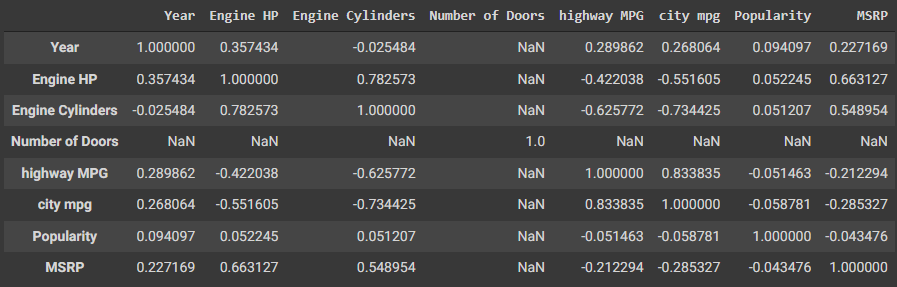 Year Engine HP Engine Cylinders Number of Doors highway MPG city mpg Popularity MSRP
Year 1.000000 0.357434 -0.025484 NaN 0.289862 0.268064 0.094097 0.227169
Engine HP 0.357434 1.000000 0.782573 NaN -0.422038 -0.551605 0.052245 0.663127
Engine Cylinders -0.025484 0.782573 1.000000 NaN -0.625772 -0.734425 0.051207 0.548954
Number of Doors NaN NaN NaN 1.0 NaN NaN NaN NaN
highway MPG 0.289862 -0.422038 -0.625772 NaN 1.000000 0.833835 -0.051463 -0.212294
city mpg 0.268064 -0.551605 -0.734425 NaN 0.833835 1.000000 -0.058781 -0.285327
Popularity 0.094097 0.052245 0.051207 NaN -0.051463 -0.058781 1.000000 -0.043476
MSRP 0.227169 0.663127 0.548954 NaN -0.212294 -0.285327 -0.043476 1.000000